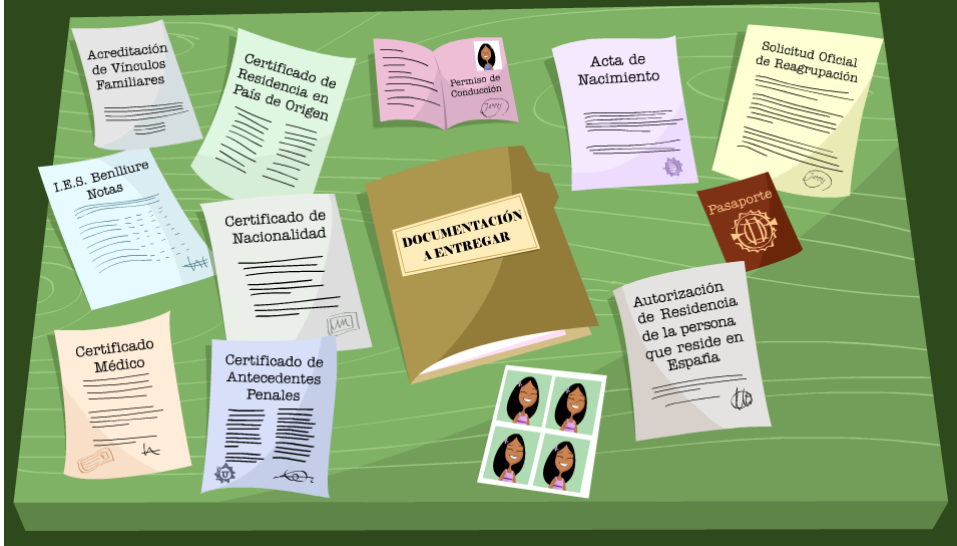 Acreditación
de Vínculos
Familiares
Certificado de
Residencia en
País de Origen
Permiso de
Conducción
Acta de
Nacimiento
Solicitud Oficial
de Reagrupación
I.E.S. Benlliure
Notas
Certificado de
Nacionalidad
DOCUMENTACIÓN
A ENTREGAR
Pasaporte
Autorización
de Residencia
de la persona
que reside en
España
Certificado
Médico
Certificado de
Antecedentes
Penales